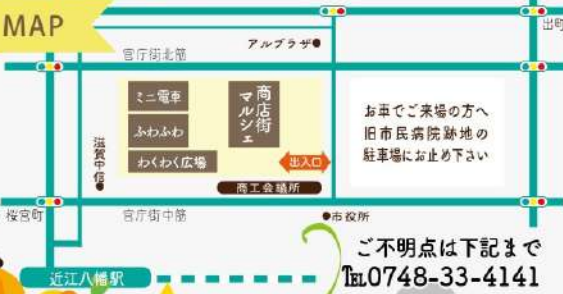 MAP
出町
アルプラザ
官庁街北筋
ミニ電車
ふわふわ
わくわく広場
商店街
マルシェ
出入口
商工会議所
滋賀中信
お車でご来場の方へ
旧市民病院跡地の
駐車場にお止め下さい
桜宮町
官庁街中筋
市役所
ご不明点は下記まで
近江八幡駅
TEL0748-33-4141